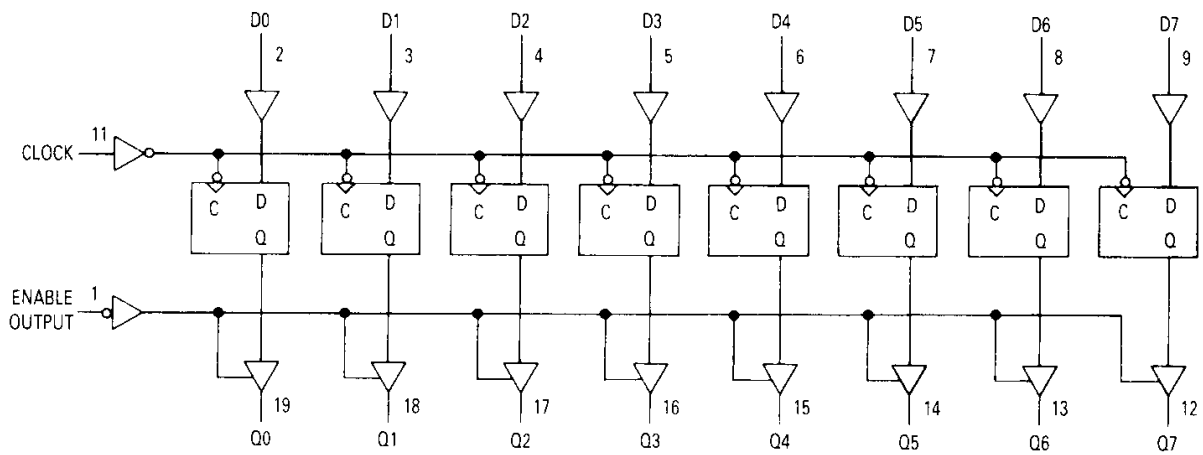 D0 D1 D2 D3 D4 D5 D6 D7
2 3 4 5 6 7 8 9
11
CLOCK
C D C D C D C D C D C D C D C D
Q Q Q Q Q Q Q Q
1
ENABLE
OUTPUT
19 18 17 16 15 14 13 12
Q0 Q1 Q2 Q3 Q4 Q5 Q6 Q7